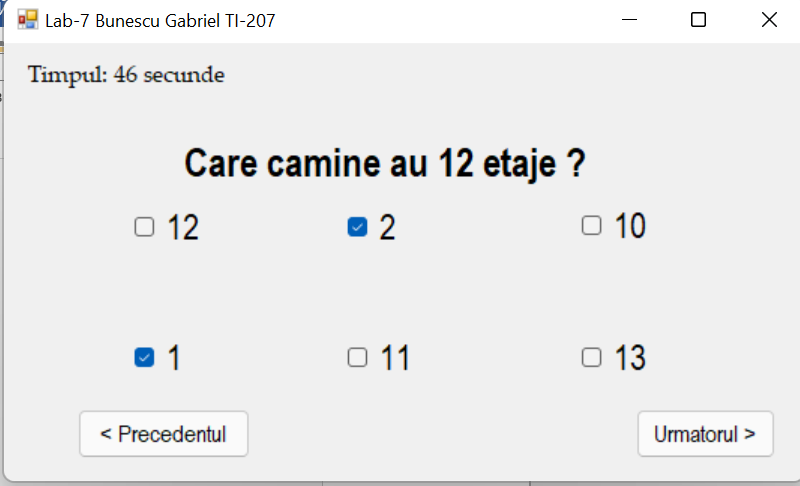 Lab-7 Bunescu Gabriel TI-207
Timpul: 46 secunde
Care camine au 12 etaje ?
12 2 10
1 11 13
< Precedentul Urmatorul >